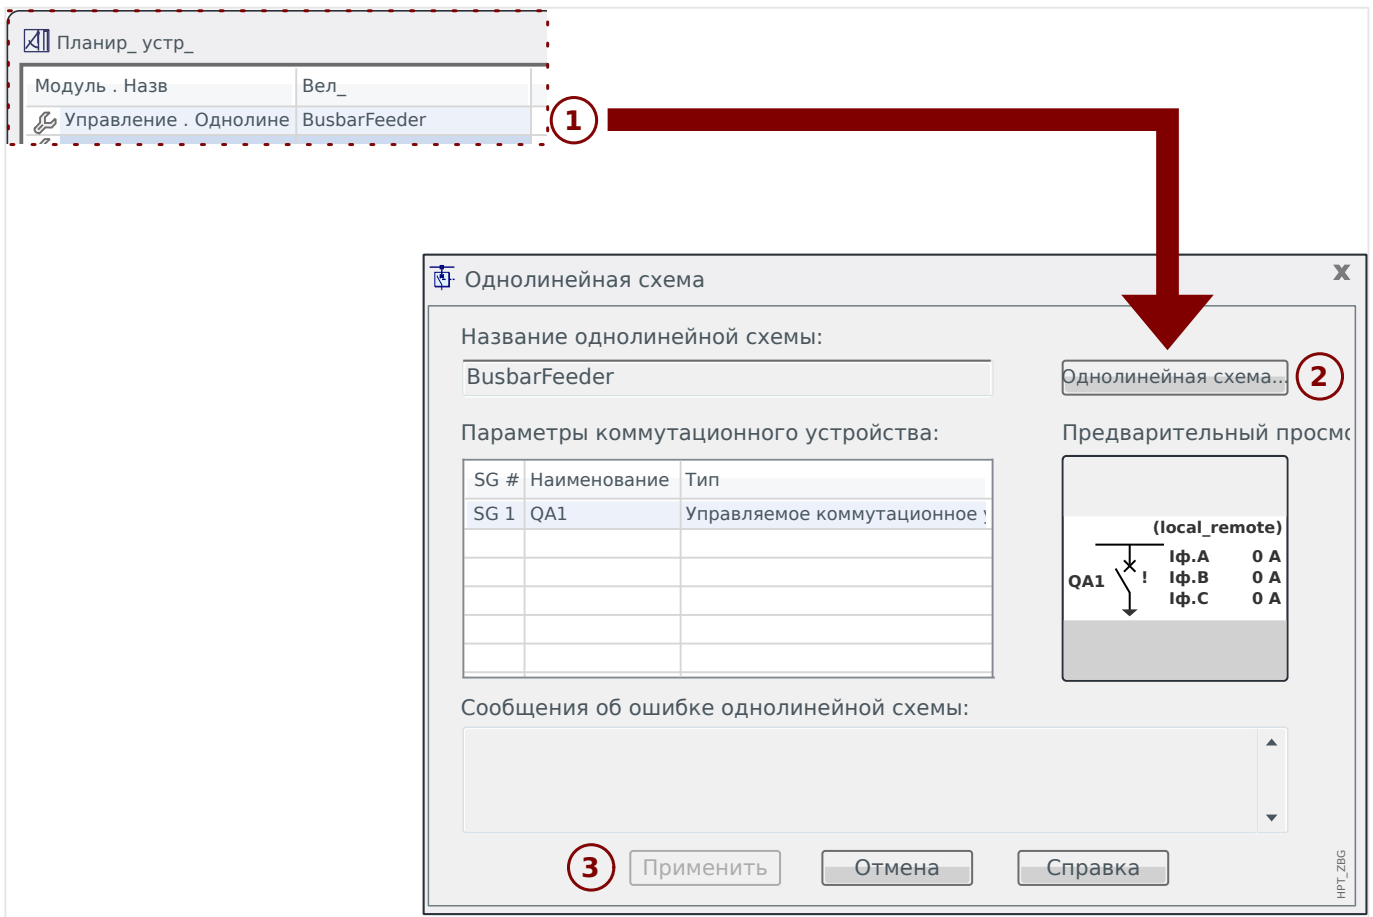 Планир_ устр_
Модуль . Назв Вел_
Управление . Однолине BusbarFeeder
1
Однолинейная схема x
Название однолинейной схемы:
BusbarFeeder Однолинейная схема... 2
Параметры коммутационного устройства: Предварительный просмо
SG # Наименование Тип
SG 1 QA1 Управляемое коммутационное у
(local_remote)
Iф.A 0 A
QA1 ! Iф.B 0 A
Iф.C 0 A
Сообщения об ошибке однолинейной схемы:
3 Применить Отмена Справка
HPT_ZBG